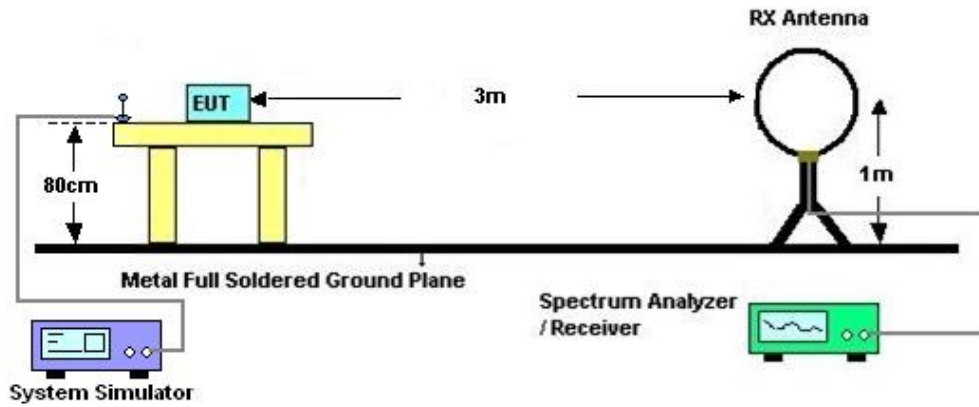 RX Antenna
EUT
3m
80cm
1m
Metal Full Soldered Ground Plane
Spectrum Analyzer
/ Receiver
System Simulator